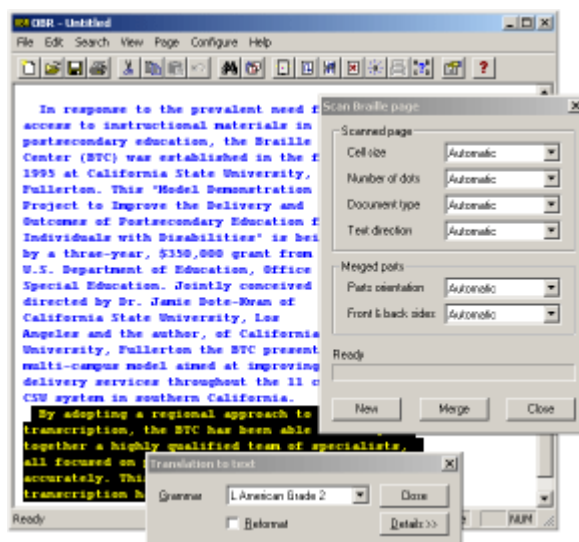 OBR - Untitled
File Edit Search View Page Configure Help
In response to the prevalent need f
access to instructional materials in
postsecondary education, the Braille
Center (BTC) was established in the f
1995 at California State University,
Fullerton. This "Model Demonstration
Project to Improve the Delivery and
Outcomes of Postsecondary Education f
Individuals with Disabilities" is bei
by a three-year, $350,000 grant from
U.S. Department of Education, Office
Special Education. Jointly conceived
directed by Dr. Jamie Dote-Kwan of
California State University, Los
Angeles and the author, of California
University, Fullerton the BTC present
multi-campus model aimed at improving
delivery services throughout the 11 c
CSU system in southern California.
By adopting a regional approach to
transcription, the BTC has been able
together a highly qualified team of specialists,
all focused on
accurately. Thi
transcription h
Ready
NUM
Scan Braille page
Scanned page
Cell size Automatic
Number of dots Automatic
Document type Automatic
Text direction Automatic
Merged parts
Parts orientation Automatic
Front & back sides Automatic
Ready
New Merge Close
Translation to text
Grammar L American Grade 2 Close
Reformat Details >>